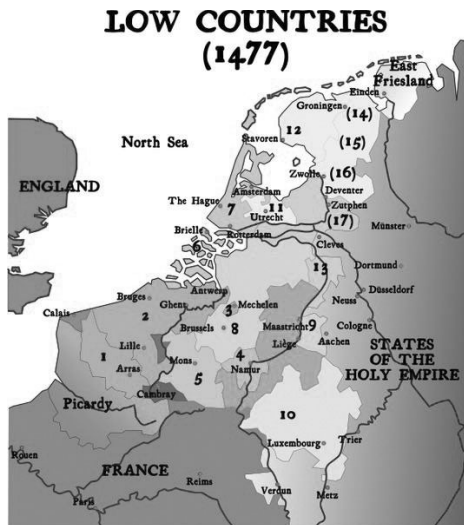 LOW COUNTRIES
(1477)
East
Friesland
Einden
Groningen
(14)
North Sea
Stavoren
12
(15)
Zwolle
(16)
ENGLAND
Amsterdam
Deventer
The Hague
7
11
Utrecht
Zutphen
(17)
Brielle
Rotterdam
Münster
6
Cleves
13
Dortmund
Antwerp
Bruges
Ghent
3
Mechelen
Neuss
Düsseldorf
Calais
2
Brussels
8
Maastricht
9
Cologne
Lille
1
Liège
Aachen
STATES
OF THE
HOLY EMPIRE
Mons
4
Arras
5
Namur
Cambray
Picardy
10
Luxembourg
Trier
Rouen
FRANCE
Reims
Verdun
Metz
Paris